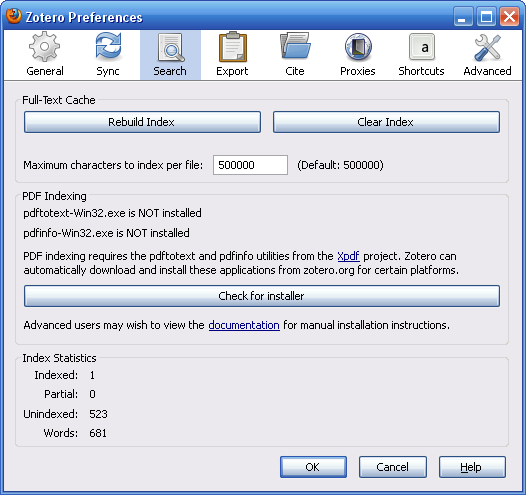 Zotero Preferences
General Sync Search Export Cite Proxies a Shortcuts Advanced
Full-Text Cache
Rebuild Index Clear Index
Maximum characters to index per file: 500000 (Default: 500000)
PDF Indexing
pdftotext-Win32.exe is NOT installed
pdfinfo-Win32.exe is NOT installed
PDF indexing requires the pdftotext and pdfinfo utilities from the Xpdf project. Zotero can
automatically download and install these applications from zotero.org for certain platforms.
Check for installer
Advanced users may wish to view the documentation for manual installation instructions.
Index Statistics
Indexed: 1
Partial: 0
Unindexed: 523
Words: 681
OK Cancel Help